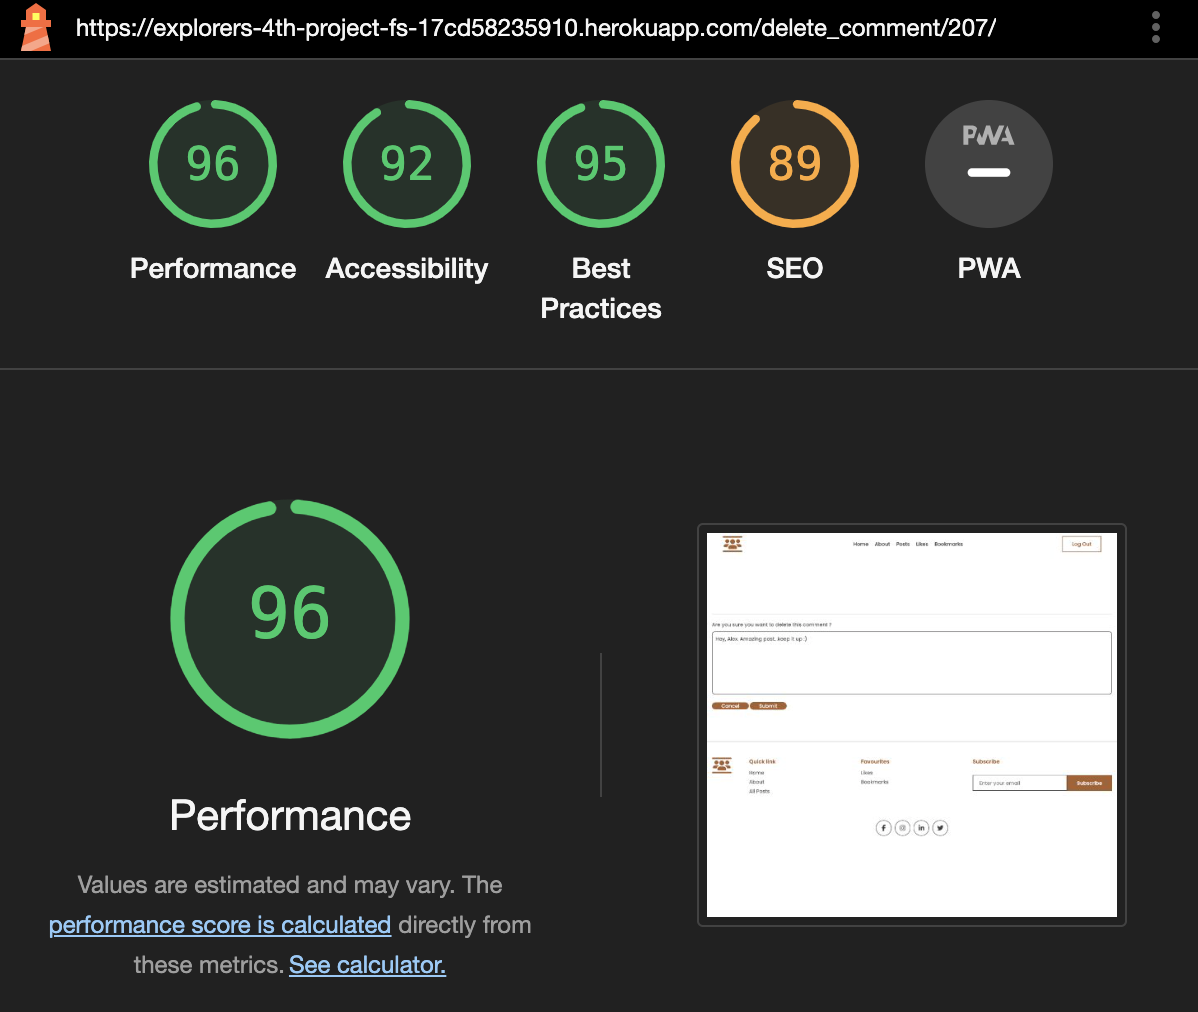 https://explorers-4th-project-fs-17cd58235910.herokuapp.com/delete_comment/207/
96 92 95 89 PWA
Performance Accessibility Best Practices SEO PWA
96
Performance
Values are estimated and may vary. The
performance score is calculated directly from
these metrics. See calculator.
Home About Posts Likes Bookmarks Log Out
Are you sure you want to delete this comment ?
Hay, Alex. Amazing post. keep it up :)
Cancel Submit
Quick link Favourites Subscribe
Home Likes
About Bookmarks
All Posts
Enter your email Subscribe